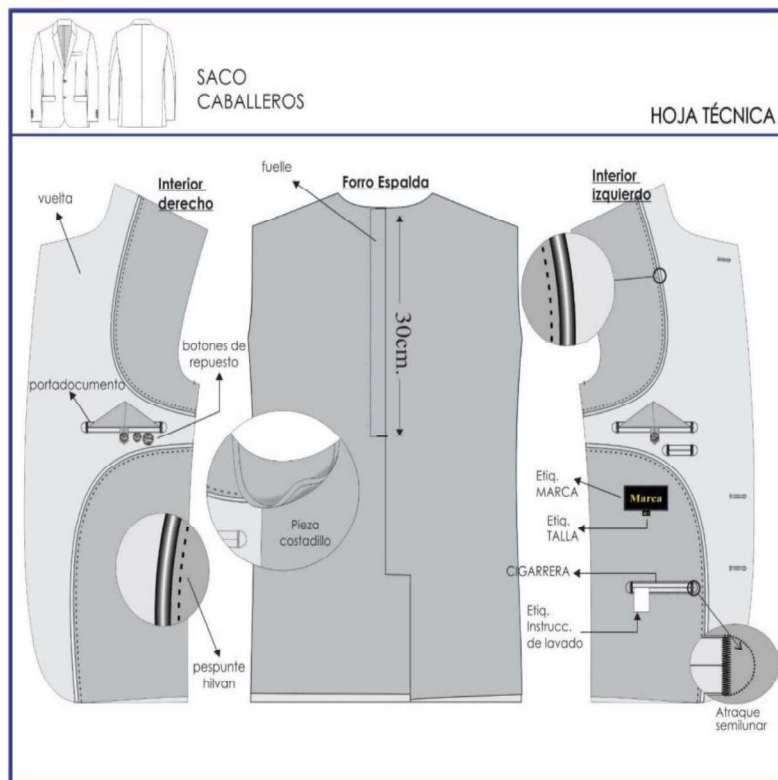 SACO
CABALLEROS
HOJA TÉCNICA
vuelta
Interior
derecho
fuelle
Forro Espalda
Interior
izquierdo
30cm.
botones de
repuesto
portadocumento
Etiq.
MARCA
Marca
Etiq.
TALLA
Pieza
costadillo
CIGARRERA
Etiq.
Instrucc.
de lavado
pespunte
hilvan
Atraque
semilunar